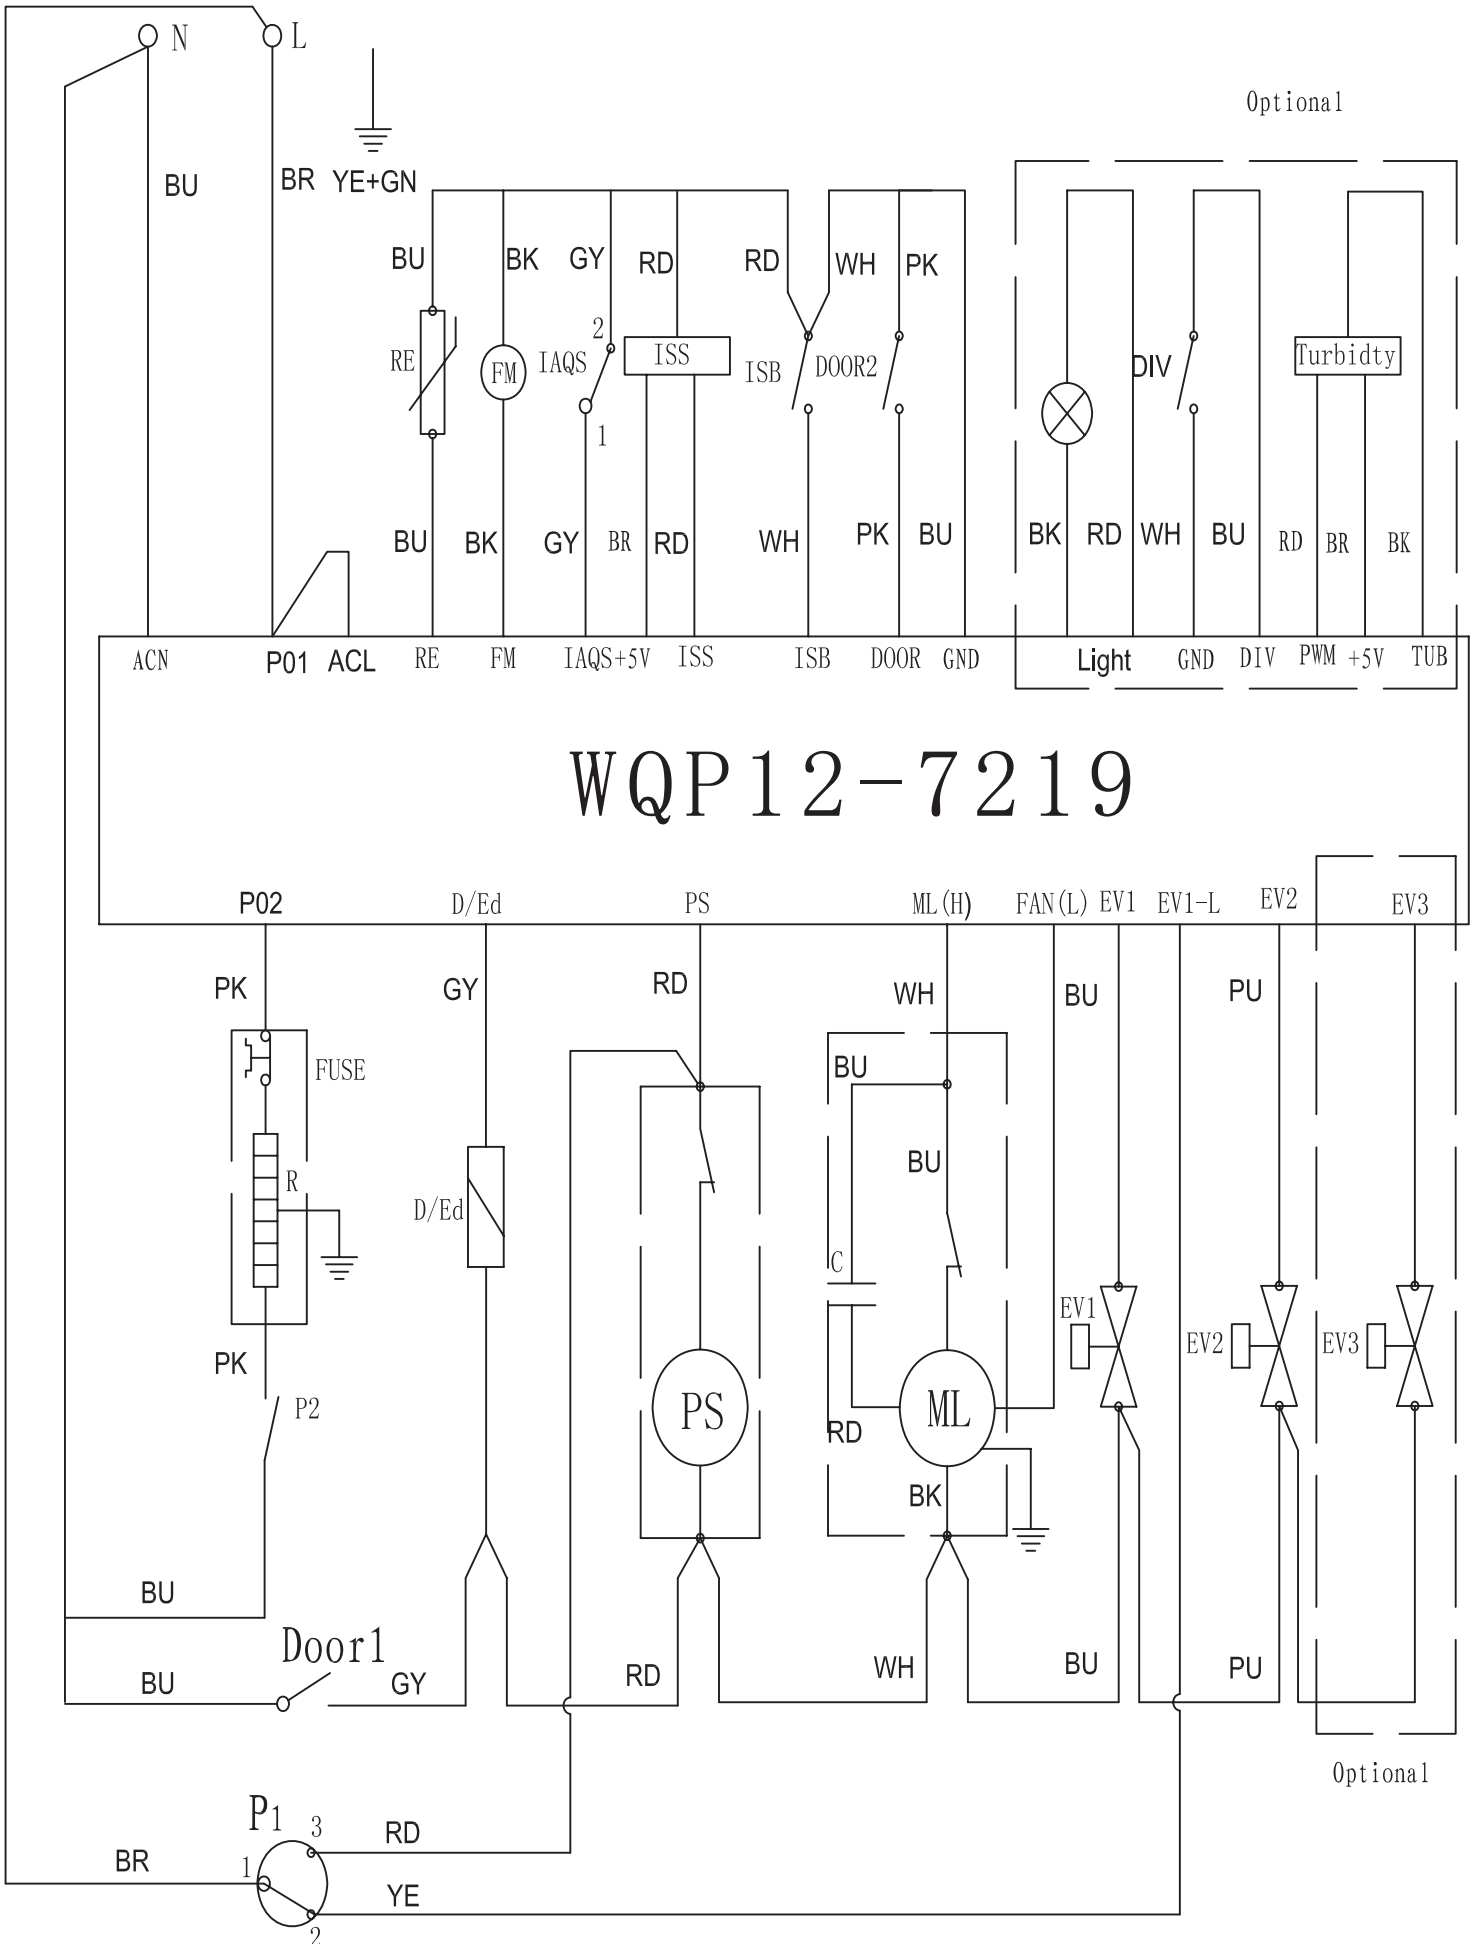 N L
Optional
BU BR YE+GN
BU BK GY RD RD WH PK
2
RE FM IAQS ISS ISB DOOR2 DIV Turbidty
1
BU BK GY BR RD WH PK BU BK RD WH BU RD BR BK
ACN P01 ACL RE FM IAQS +5V ISS ISB DOOR GND Light GND DIV PWM +5V TUB
WQP12-7219
P02 D/Ed PS ML(H) FAN(L) EV1 EV1-L EV2 EV3
PK GY RD WH BU PU
FUSE BU
R BU
D/Ed C
EV1 EV2 EV3
PK
P2 PS ML
RD
BK
BU
Door1
BU GY RD WH BU PU
Optional
P1 3 RD
BR 1
YE
2